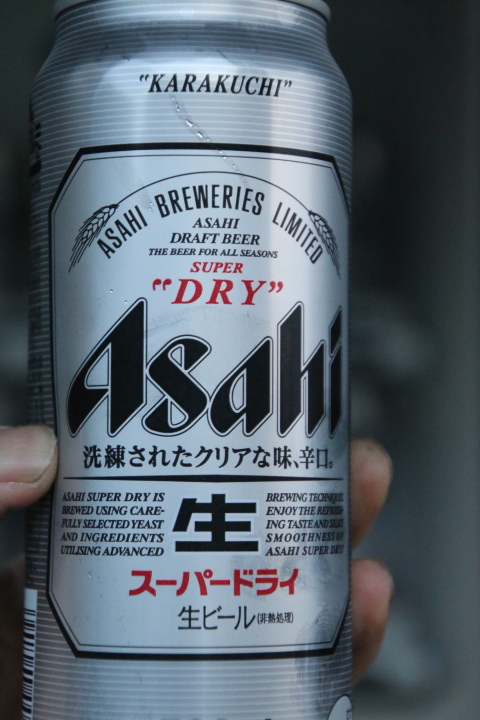 "KARAKUCHI"
ASAHI BREWERIES LIMITED
ASAHI
DRAFT BEER
THE BEER FOR ALL SEASONS
SUPER
"DRY"
Asahi
洗練されたクリアな味、辛口。
ASAHI SUPER DRY IS
BREWED USING CARE-
FULLY SELECTED YEAST
AND INGREDIENTS
UTILISING ADVANCED
生
BREWING TECHNIQUES.
ENJOY THE REFRESH-
ING TASTE AND
SMOOTHNESS
ASAHI SUPER DRY!
スーパードライ
生ビール(非熱処理)